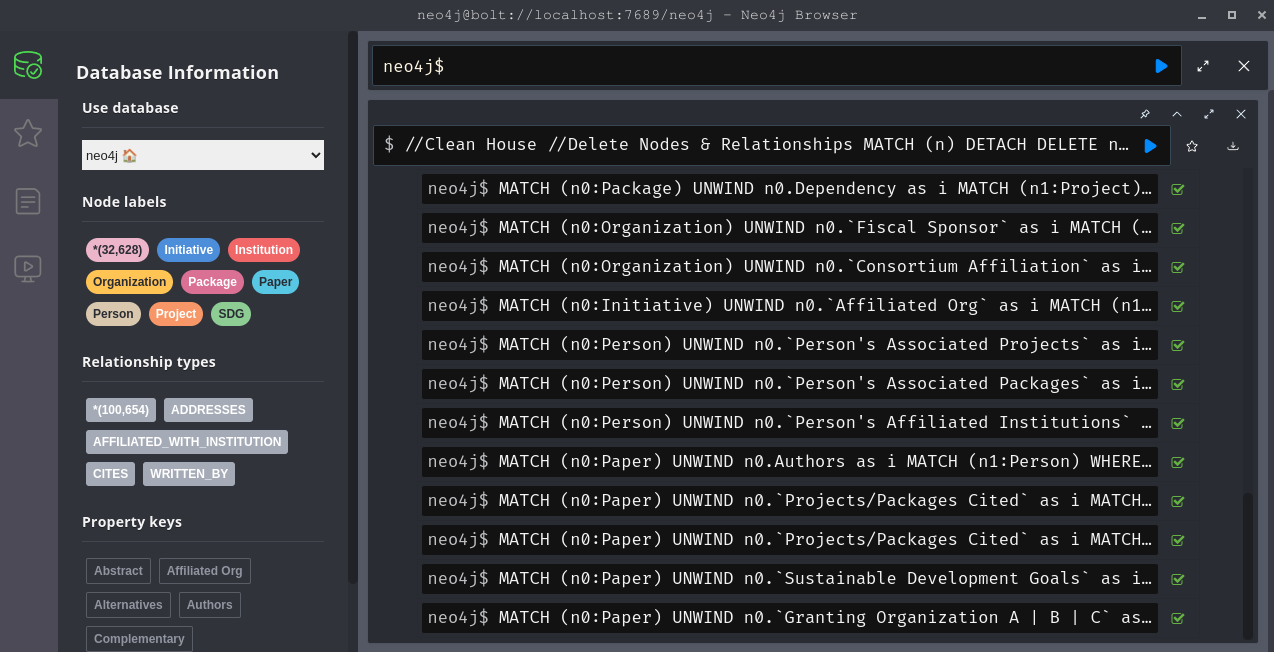 neo4j@bolt://localhost:7689/neo4j - Neo4j Browser
Database Information
Use database
neo4j 🏠
Node labels
*(32,628) Initiative Institution
Organization Package Paper
Person Project SDG
Relationship types
*(100,654) ADDRESSES
AFFILIATED_WITH_INSTITUTION
CITES WRITTEN_BY
Property keys
Abstract Affiliated Org
Alternatives Authors
Complementary
neo4j$
$ //Clean House //Delete Nodes & Relationships MATCH (n) DETACH DELETE n…
neo4j$ MATCH (n0:Package) UNWIND n0.Dependency as i MATCH (n1:Project)…
neo4j$ MATCH (n0:Organization) UNWIND n0.`Fiscal Sponsor` as i MATCH (…
neo4j$ MATCH (n0:Organization) UNWIND n0.`Consortium Affiliation` as i…
neo4j$ MATCH (n0:Initiative) UNWIND n0.`Affiliated Org` as i MATCH (n1…
neo4j$ MATCH (n0:Person) UNWIND n0.`Person's Associated Projects` as i…
neo4j$ MATCH (n0:Person) UNWIND n0.`Person's Associated Packages` as i…
neo4j$ MATCH (n0:Person) UNWIND n0.`Person's Affiliated Institutions` …
neo4j$ MATCH (n0:Paper) UNWIND n0.Authors as i MATCH (n1:Person) WHERE…
neo4j$ MATCH (n0:Paper) UNWIND n0.`Projects/Packages Cited` as i MATCH…
neo4j$ MATCH (n0:Paper) UNWIND n0.`Projects/Packages Cited` as i MATCH…
neo4j$ MATCH (n0:Paper) UNWIND n0.`Sustainable Development Goals` as i…
neo4j$ MATCH (n0:Paper) UNWIND n0.`Granting Organization A | B | C` as…